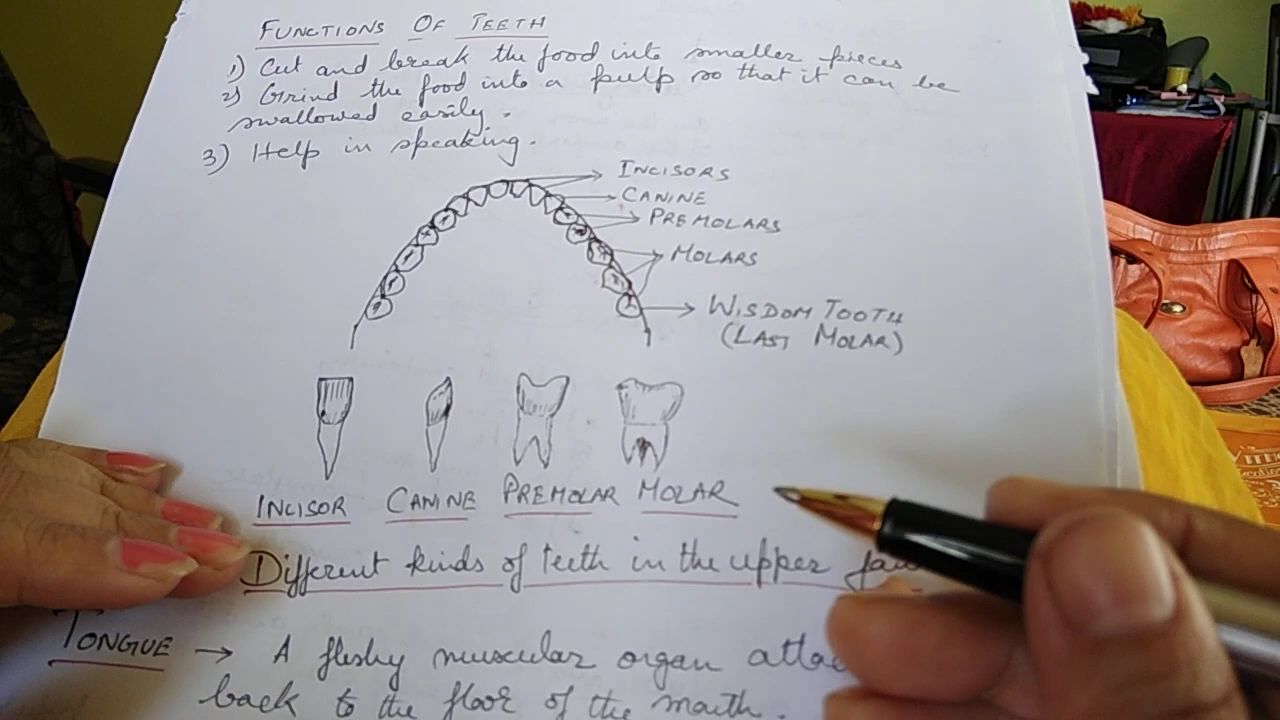 FUNCTIONS OF TEETH
1) Cut and break the food into smaller pieces
2) Grind the food into a pulp so that it can be
swallowed easily.
3) Help in speaking.
INCISORS
CANINE
PREMOLARS
MOLARS
WISDOM TOOTH
(LAST MOLAR)
INCISOR CANINE PREMOLAR MOLAR
Different kinds of teeth in the upper jaw
TONGUE → A fleshy muscular organ
back to the floor of the mouth.